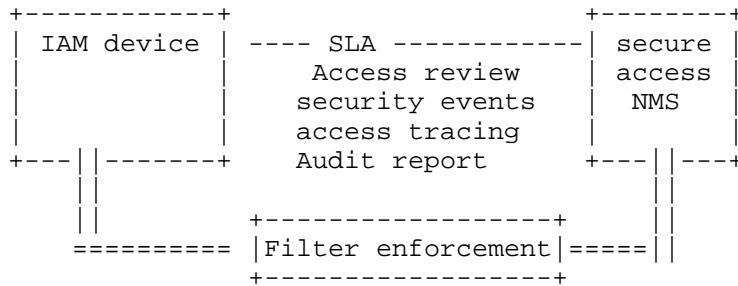 IAM device ---- SLA ------------ secure
Access review access
security events NMS
access tracing
Audit report
Filter enforcement